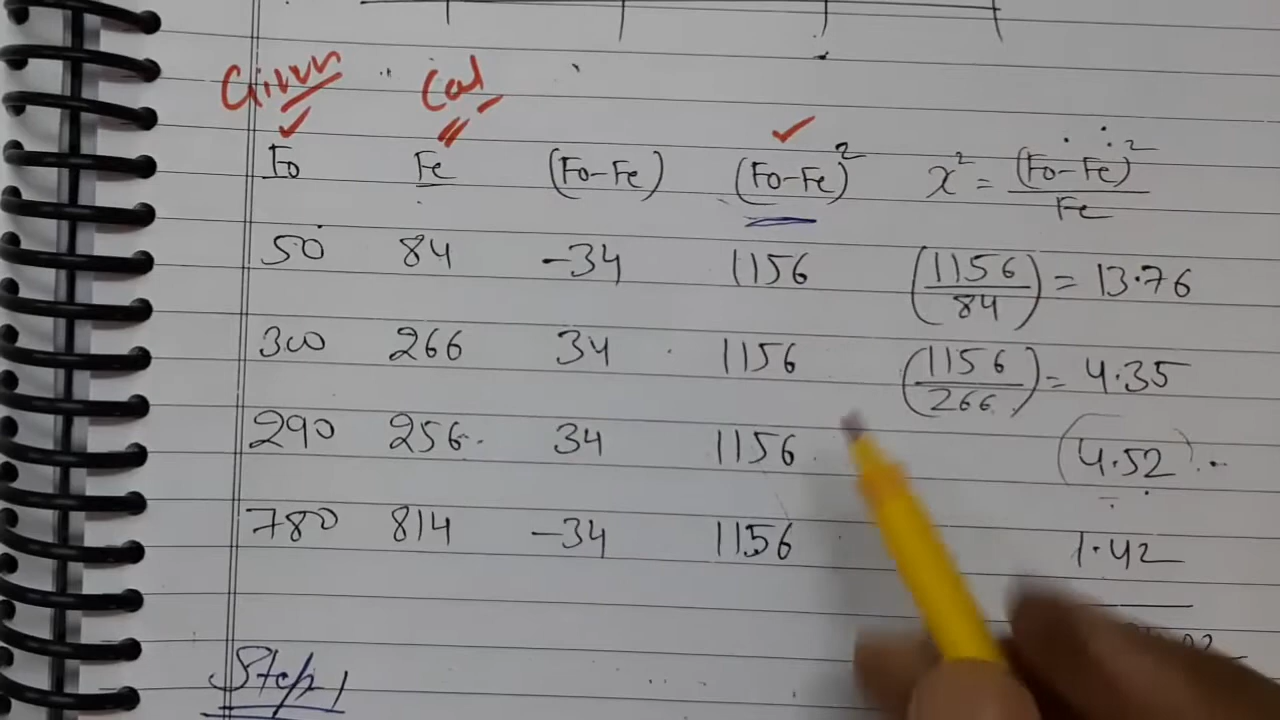 Given Cal
Fo Fe (Fo-Fe) (Fo-Fe)² x² = (Fo-Fe)²/Fe
50 84 -34 1156 (1156/84) = 13.76
300 266 34 1156 (1156/266) = 4.35
290 256 34 1156 4.52
780 814 -34 1156 1.42
Step 1